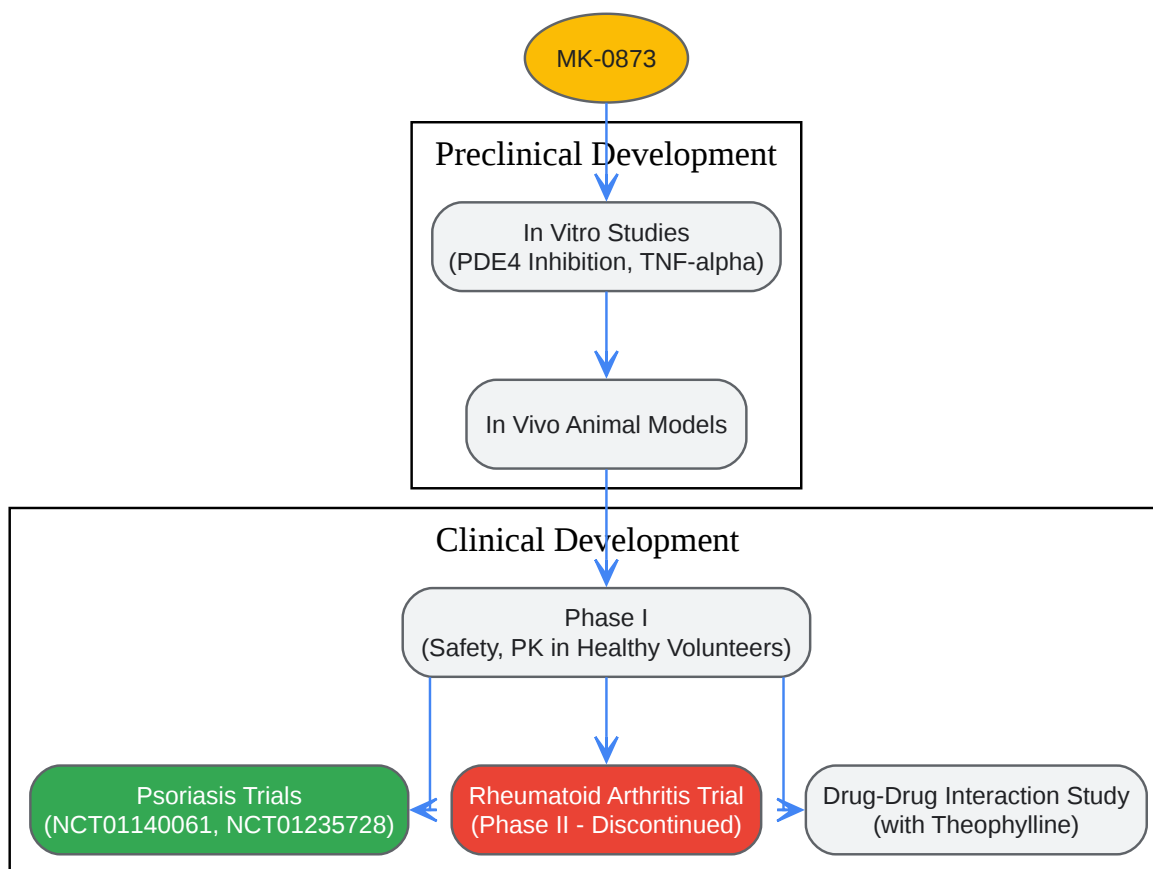 MK-0873
Preclinical Development
In Vitro Studies
(PDE4 Inhibition, TNF-alpha)
In Vivo Animal Models
Clinical Development
Phase I
(Safety, PK in Healthy Volunteers)
Psoriasis Trials
(NCT01140061, NCT01235728)
Rheumatoid Arthritis Trial
(Phase II - Discontinued)
Drug-Drug Interaction Study
(with Theophylline)